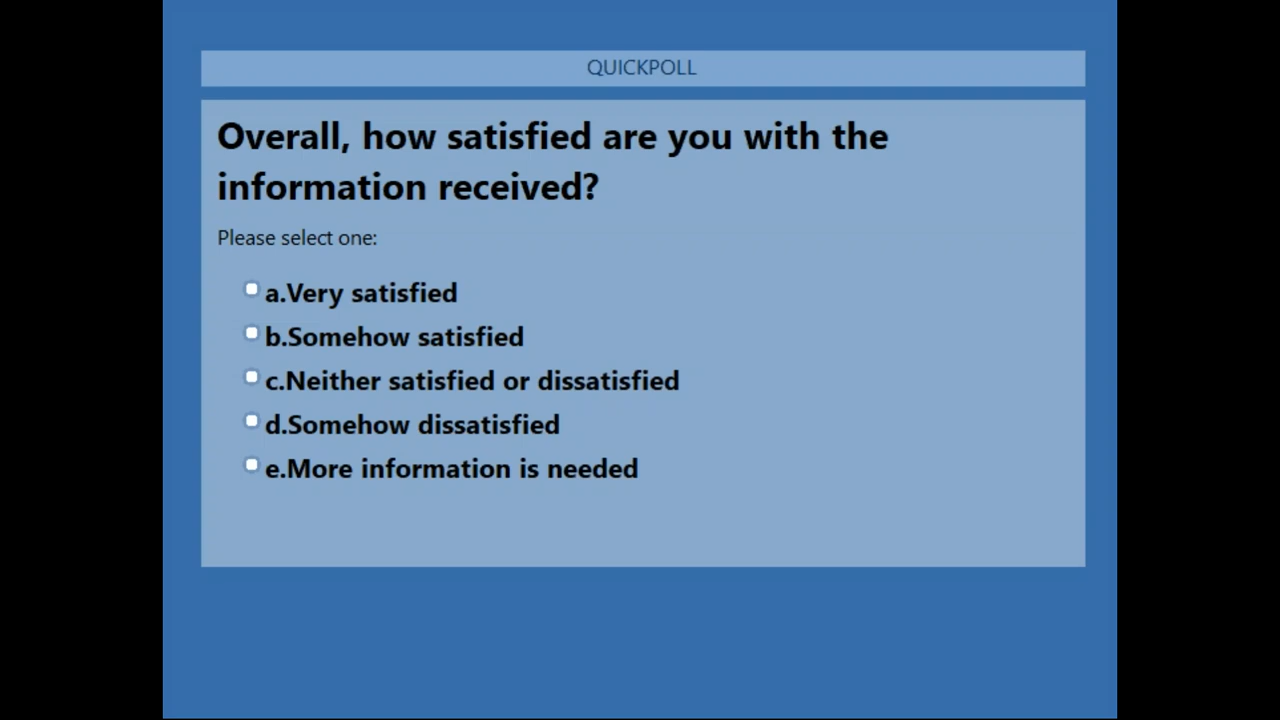 QUICKPOLL
Overall, how satisfied are you with the
information received?
Please select one:
a.Very satisfied
b.Somehow satisfied
c.Neither satisfied or dissatisfied
d.Somehow dissatisfied
e.More information is needed